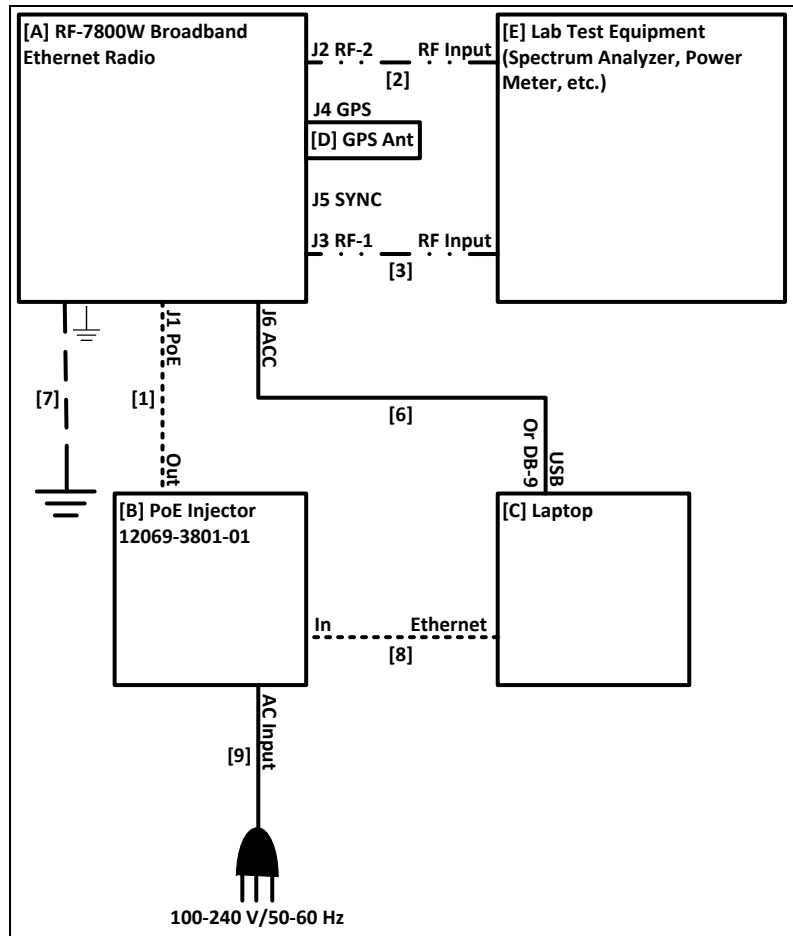 [A] RF-7800W Broadband
Ethernet Radio
J2 RF-2
RF Input
[2]
[E] Lab Test Equipment
(Spectrum Analyzer, Power
Meter, etc.)
J4 GPS
[D] GPS Ant
J5 SYNC
J3 RF-1
RF Input
[3]
J1 PoE
J6 ACC
[7]
[1]
[6]
Out
USB
Or DB-9
[B] PoE Injector
12069-3801-01
[C] Laptop
In
Ethernet
[8]
AC Input
[9]
100-240 V/50-60 Hz